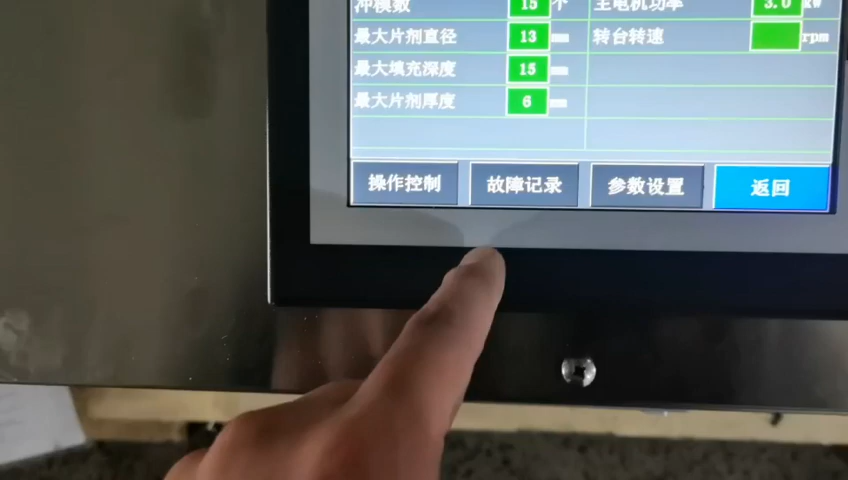 冲模数 15 个 主电机功率 3.0 kW
最大片剂直径 13 mm 转台转速 rpm
最大填充深度 15 mm
最大片剂厚度 6 mm
操作控制 故障记录 参数设置 返回